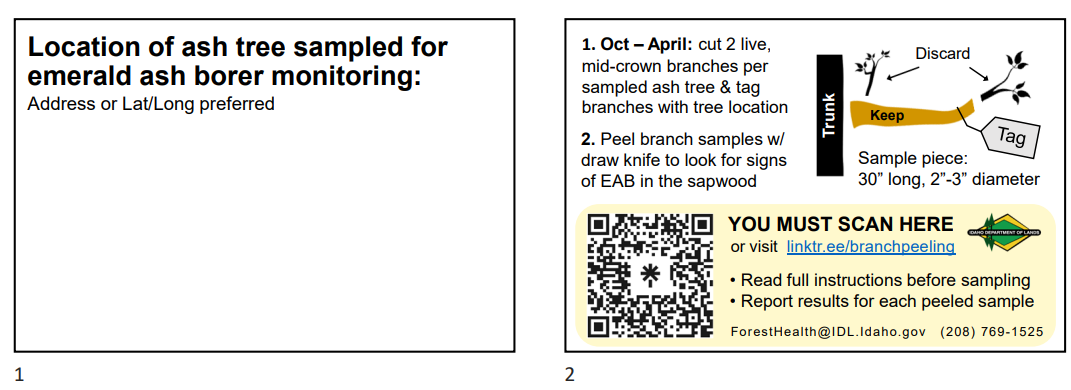 Location of ash tree sampled for
emerald ash borer monitoring:
Address or Lat/Long preferred
1
1. Oct – April: cut 2 live,
mid-crown branches per
sampled ash tree & tag
branches with tree location
2. Peel branch samples w/
draw knife to look for signs
of EAB in the sapwood
Trunk
Discard
Keep
Tag
Sample piece:
30” long, 2”-3” diameter
YOU MUST SCAN HERE
or visit linktr.ee/branchpeeling
IDAHO DEPARTMENT OF LANDS
• Read full instructions before sampling
• Report results for each peeled sample
ForestHealth@IDL.Idaho.gov (208) 769-1525
2